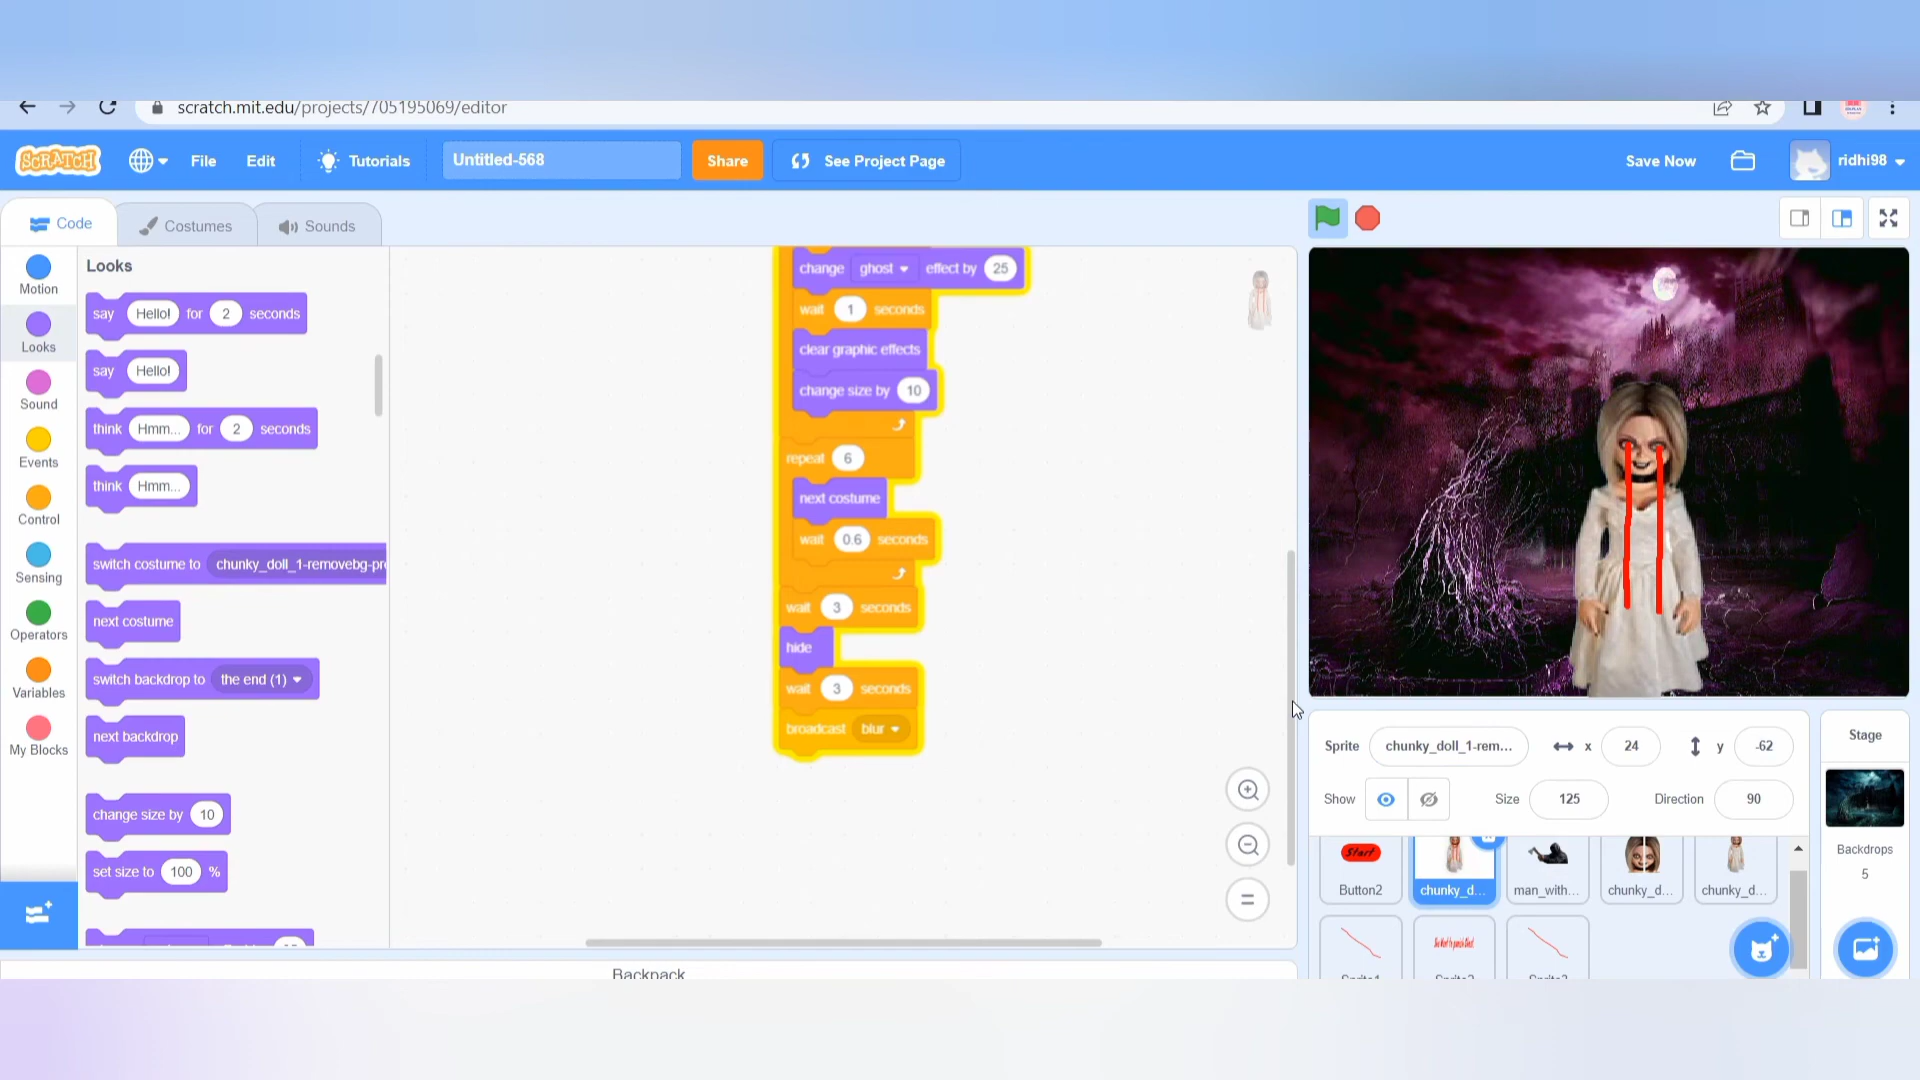 scratch.mit.edu/projects/705195069/editor
SCRATCH
File
Edit
Tutorials
Untitled-568
Share
See Project Page
Save Now
ridhi98
Code
Costumes
Sounds
Motion
Looks
Sound
Events
Control
Sensing
Operators
Variables
My Blocks
Looks
say Hello! for 2 seconds
say Hello!
think Hmm... for 2 seconds
think Hmm...
switch costume to chunky_doll_1-removebg-pre
next costume
switch backdrop to the end (1)
next backdrop
change size by 10
set size to 100 %
change ghost effect by 25
wait 1 seconds
clear graphic effects
change size by 10
repeat 6
next costume
wait 0.6 seconds
wait 3 seconds
hide
wait 3 seconds
broadcast blur
Backpack
Sprite chunky_doll_1-rem... x 24 y -62
Show Size 125 Direction 90
Start
Button2
chunky_d...
man_with...
chunky_d...
chunky_d...
Stage
Backdrops
5